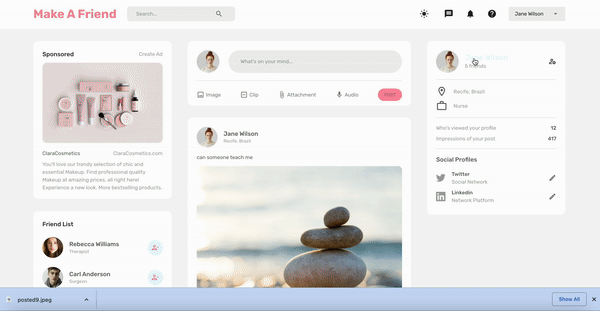 Make A Friend
Search...
Jane Wilson
Sponsored
Create Ad
ClaraCosmetics
ClaraCosmetics.com
You'll love our trendy selection of chic and
essential Makeup. Find professional quality
Makeup at amazing prices, all right here!
Experience a new look. More bestselling products.
Friend List
Rebecca Williams
Therapist
Carl Anderson
Surgeon
What's on your mind...
Image
Clip
Attachment
Audio
POST
Jane Wilson
Recife, Brazil
can someone teach me
Jane Wilson
5 friends
Recife, Brazil
Nurse
Who's viewed your profile
12
Impressions of your post
417
Social Profiles
Twitter
Social Network
Linkedin
Network Platform
posted9.jpeg
Show All